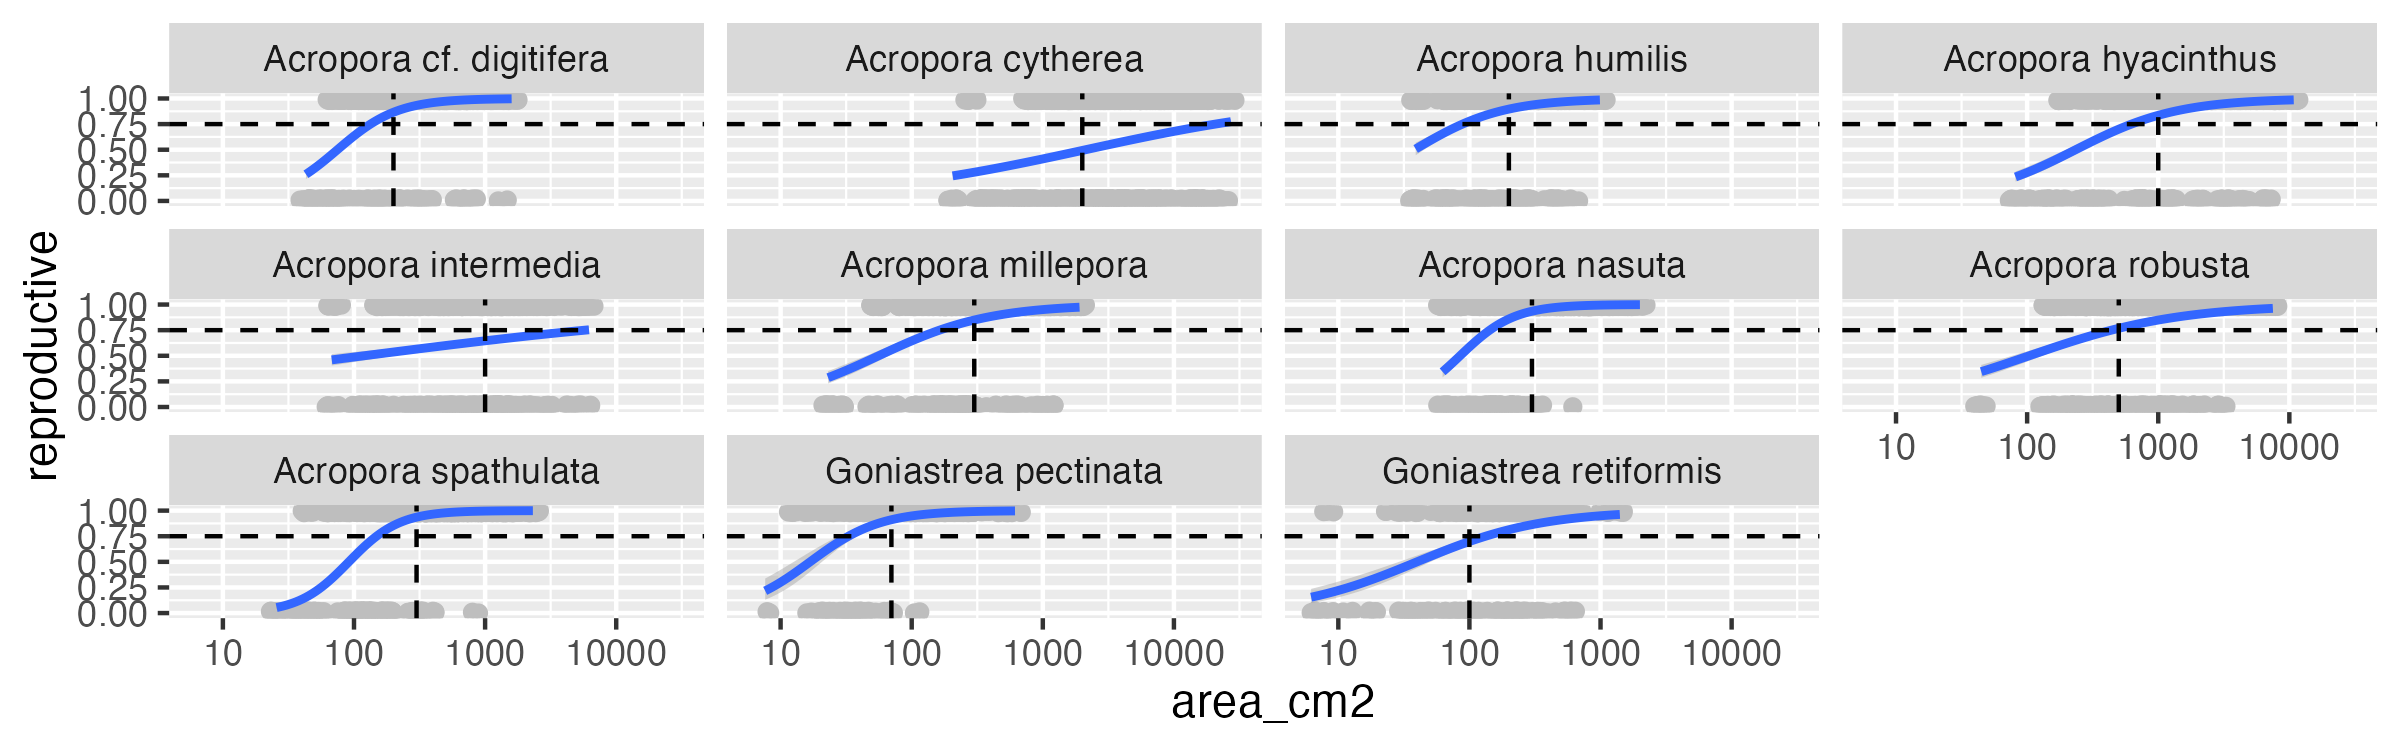 Acropora cf. digitifera
Acropora cytherea
Acropora humilis
Acropora hyacinthus
1.00
0.75
0.50
0.25
0.00
Acropora intermedia
Acropora millepora
Acropora nasuta
Acropora robusta
1.00
0.75
0.50
0.25
0.00
10 100 1000 10000
Acropora spathulata
Goniastrea pectinata
Goniastrea retiformis
1.00
0.75
0.50
0.25
0.00
10 100 1000 10000
10 100 1000 10000
10 100 1000 10000
reproductive
area_cm2